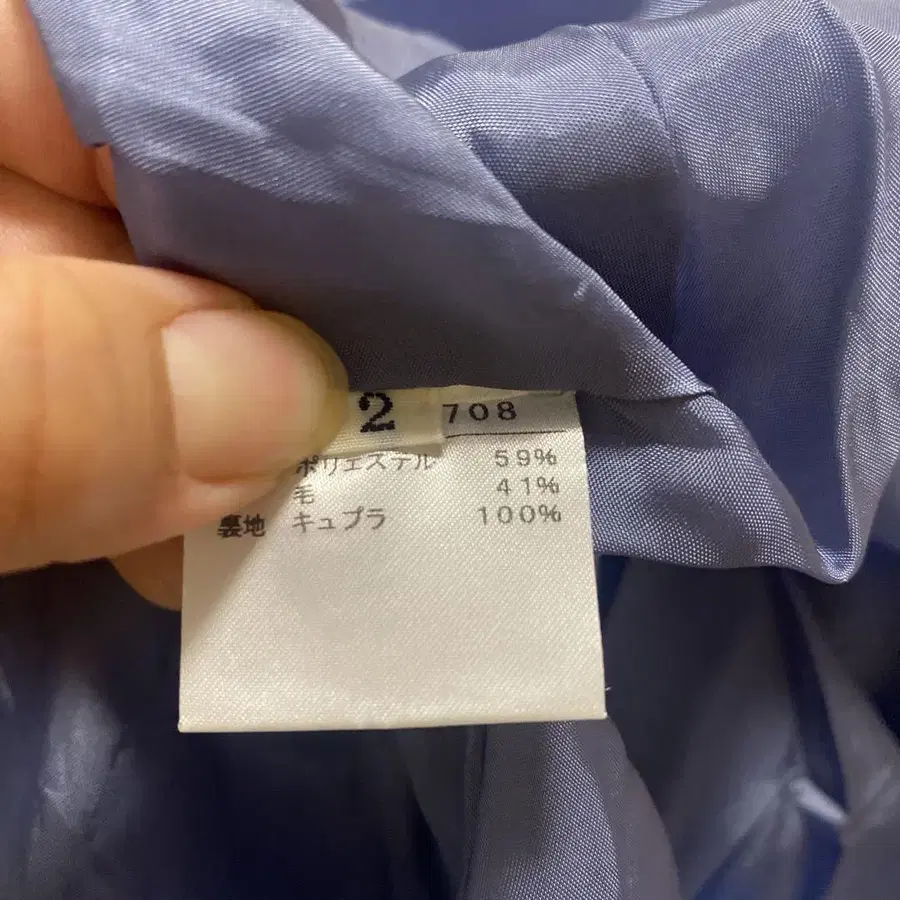 2 708
ポリエステル 59%
毛 41%
裏地 キュプラ 100%